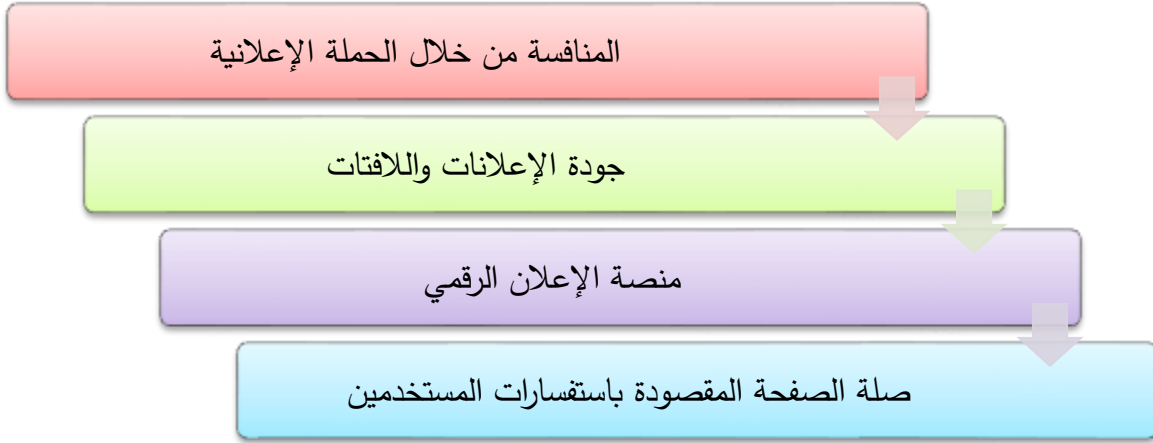 المنافسة من خلال الحملة الإعلانية
جودة الإعلانات واللافتات
منصة الإعلان الرقمي
صلة الصفحة المقصودة باستفسارات المستخدمين